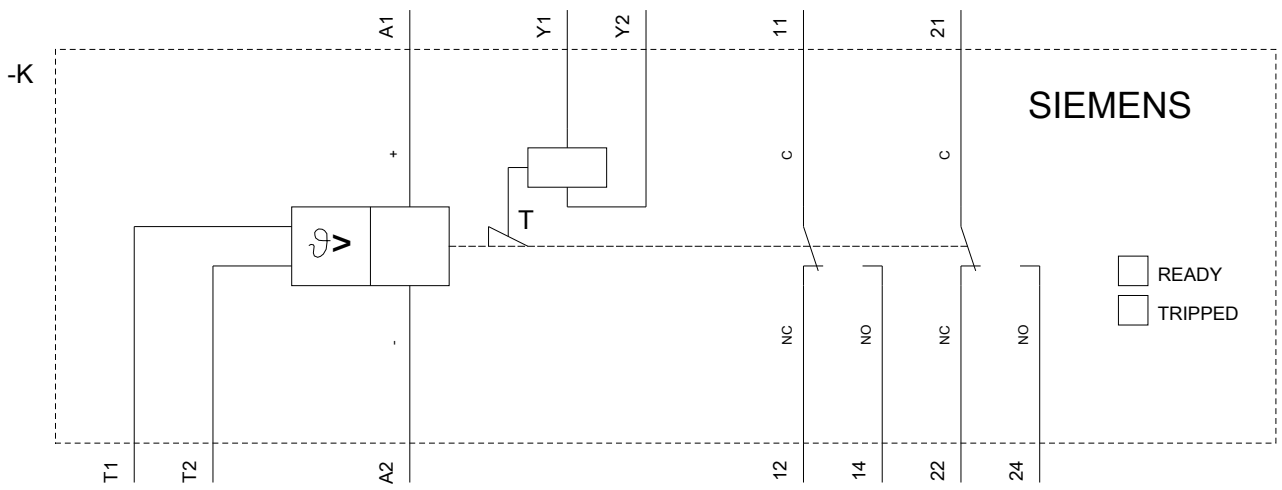 A1
Y1
Y2
11
21
-K
SIEMENS
+
C
C
T
ϑ>
READY
TRIPPED
-
NC
NO
NC
NO
T1
T2
A2
12
14
22
24